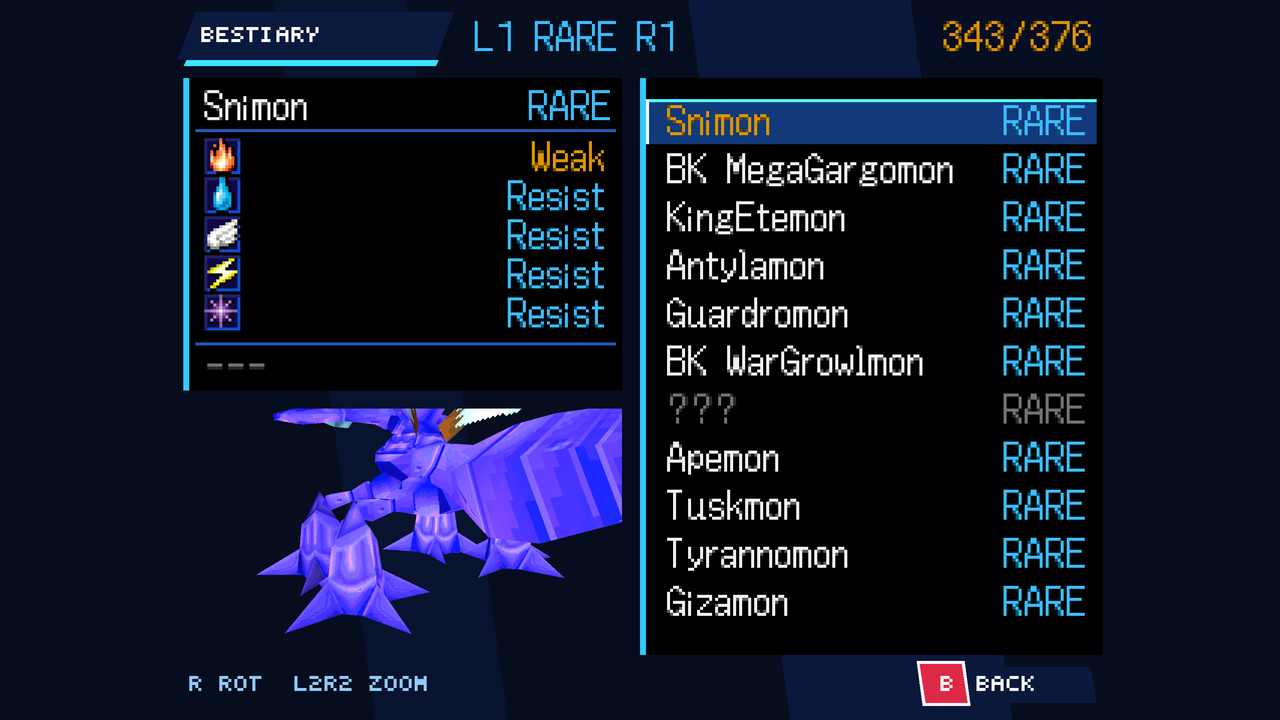 BESTIARY
L1 RARE R1
343/376
Snimon RARE
Weak
Resist
Resist
Resist
Resist
---
Snimon RARE
BK MegaGargomon RARE
KingEtemon RARE
Antylamon RARE
Guardromon RARE
BK WarGrowlmon RARE
??? RARE
Apemon RARE
Tuskmon RARE
Tyrannomon RARE
Gizamon RARE
R ROT L2R2 ZOOM
B BACK